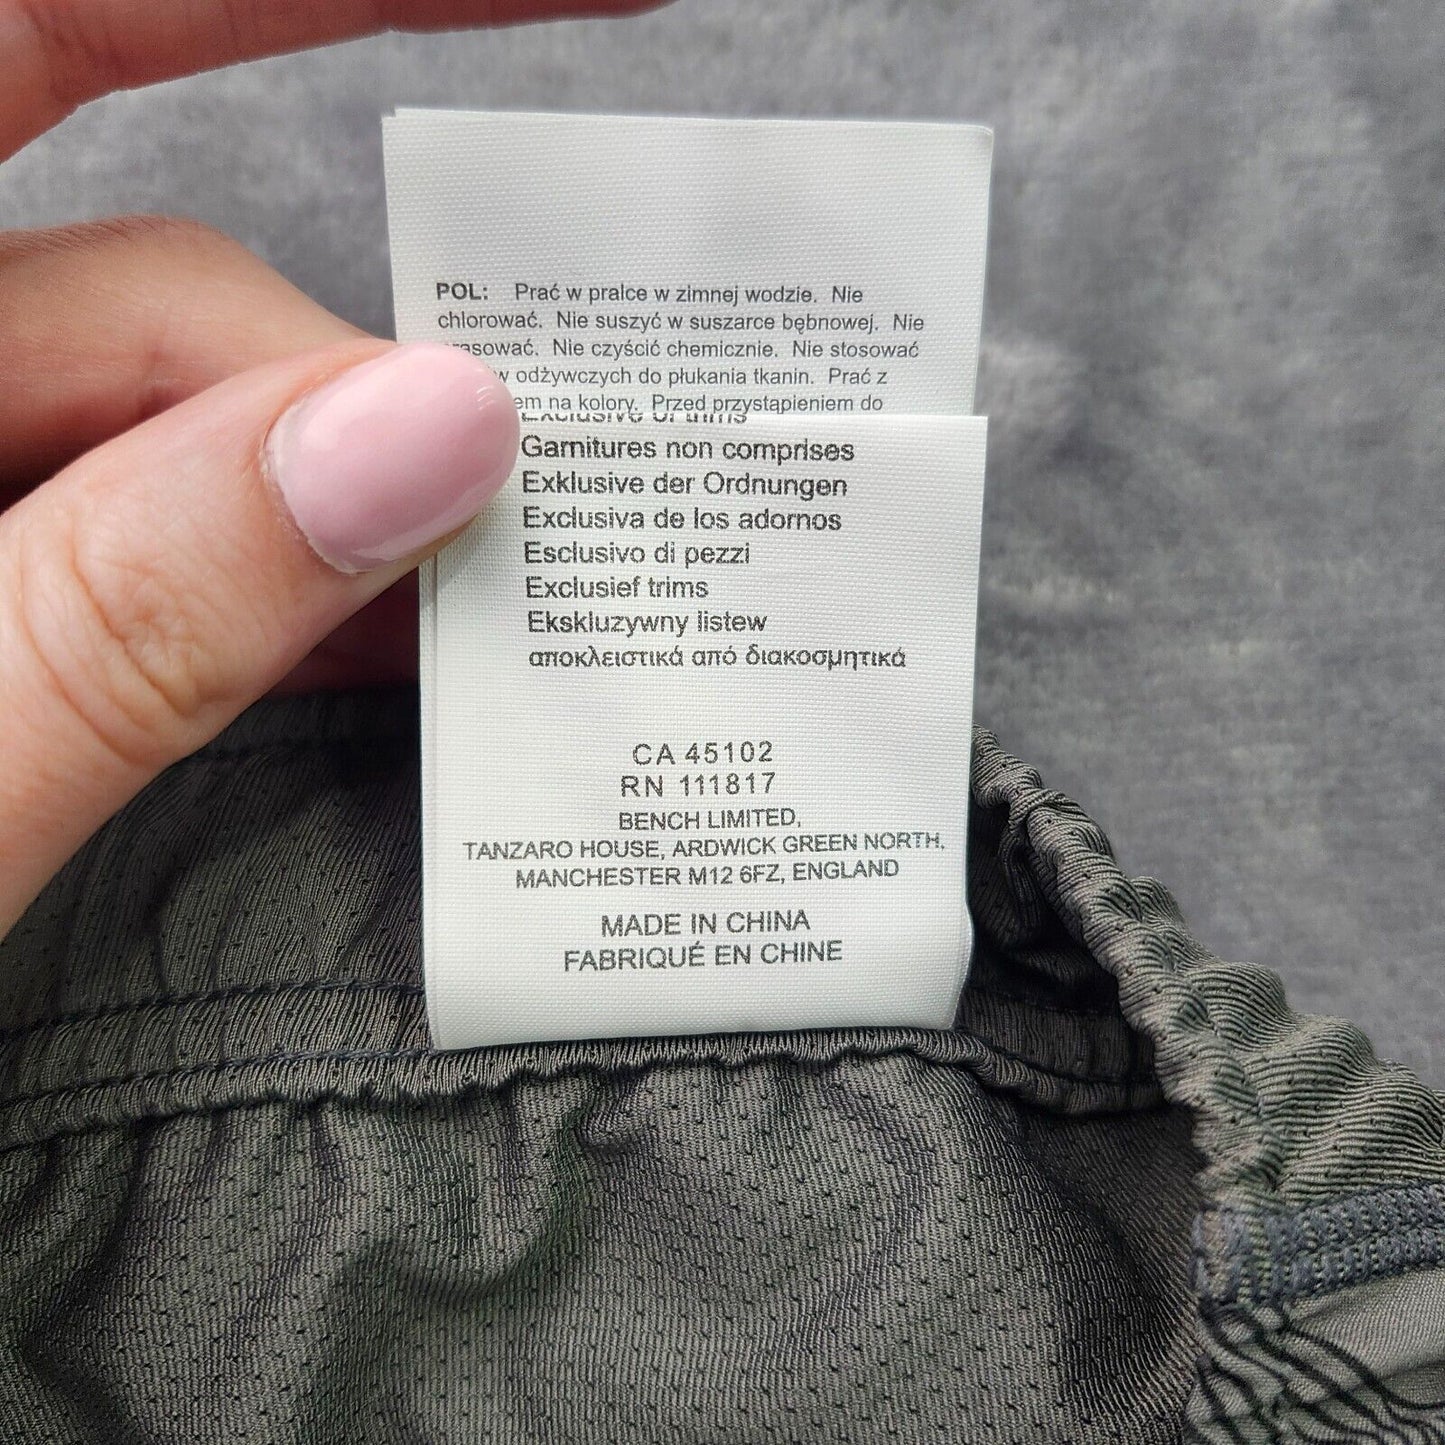 POL: Prać w pralce w zimnej wodzie. Nie
chlorować. Nie suszyć w suszarce bębnowej. Nie
Nie czyścić chemicznie. Nie stosować
odżywczych do płukania tkanin. Prać z
na kolory. Przed przystąpieniem do
Exclusive of trims
Garnitures non comprises
Exklusive der Ordnungen
Exclusiva de los adornos
Esclusivo di pezzi
Exclusief trims
Ekskluzywny listew
αποκλειστικά από διακοσμητικά
CA 45102
RN 111817
BENCH LIMITED,
TANZARO HOUSE, ARDWICK GREEN NORTH,
MANCHESTER M12 6FZ, ENGLAND
MADE IN CHINA
FABRIQUÉ EN CHINE